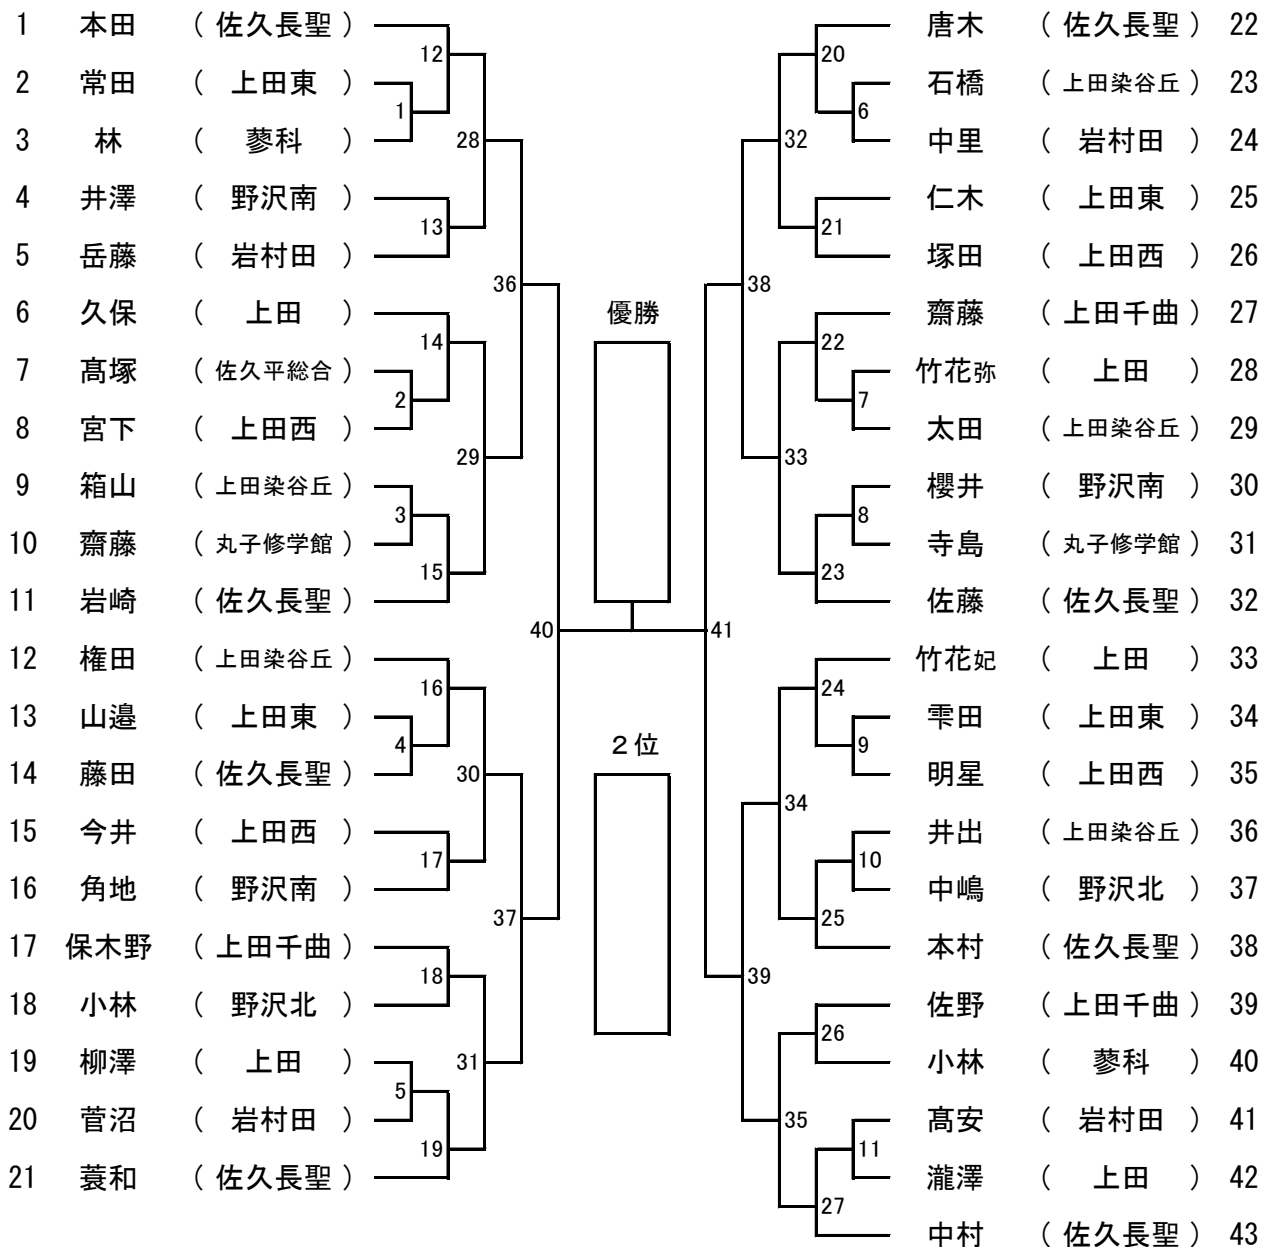 1 本田 （ 佐久長聖 ）
2 常田 （ 上田東 ）
3 林 （ 蓼科 ）
4 井澤 （ 野沢南 ）
5 岳藤 （ 岩村田 ）
6 久保 （ 上田 ）
7 髙塚 （ 佐久平総合 ）
8 宮下 （ 上田西 ）
9 箱山 （ 上田染谷丘 ）
10 齋藤 （ 丸子修学館 ）
11 岩崎 （ 佐久長聖 ）
12 権田 （ 上田染谷丘 ）
13 山邉 （ 上田東 ）
14 藤田 （ 佐久長聖 ）
15 今井 （ 上田西 ）
16 角地 （ 野沢南 ）
17 保木野 （ 上田千曲 ）
18 小林 （ 野沢北 ）
19 柳澤 （ 上田 ）
20 菅沼 （ 岩村田 ）
21 蓑和 （ 佐久長聖 ）
12
1
28
13
36
14
2
29
3
15
40
16
4
30
17
37
18
31
5
19
優勝
２位
20
6
32
21
38
22
7
33
8
23
41
24
9
34
10
25
39
26
35
11
27
唐木 （ 佐久長聖 ） 22
石橋 （ 上田染谷丘 ） 23
中里 （ 岩村田 ） 24
仁木 （ 上田東 ） 25
塚田 （ 上田西 ） 26
齋藤 （ 上田千曲 ） 27
竹花弥 （ 上田 ） 28
太田 （ 上田染谷丘 ） 29
櫻井 （ 野沢南 ） 30
寺島 （ 丸子修学館 ） 31
佐藤 （ 佐久長聖 ） 32
竹花妃 （ 上田 ） 33
雫田 （ 上田東 ） 34
明星 （ 上田西 ） 35
井出 （ 上田染谷丘 ） 36
中嶋 （ 野沢北 ） 37
本村 （ 佐久長聖 ） 38
佐野 （ 上田千曲 ） 39
小林 （ 蓼科 ） 40
髙安 （ 岩村田 ） 41
瀧澤 （ 上田 ） 42
中村 （ 佐久長聖 ） 43